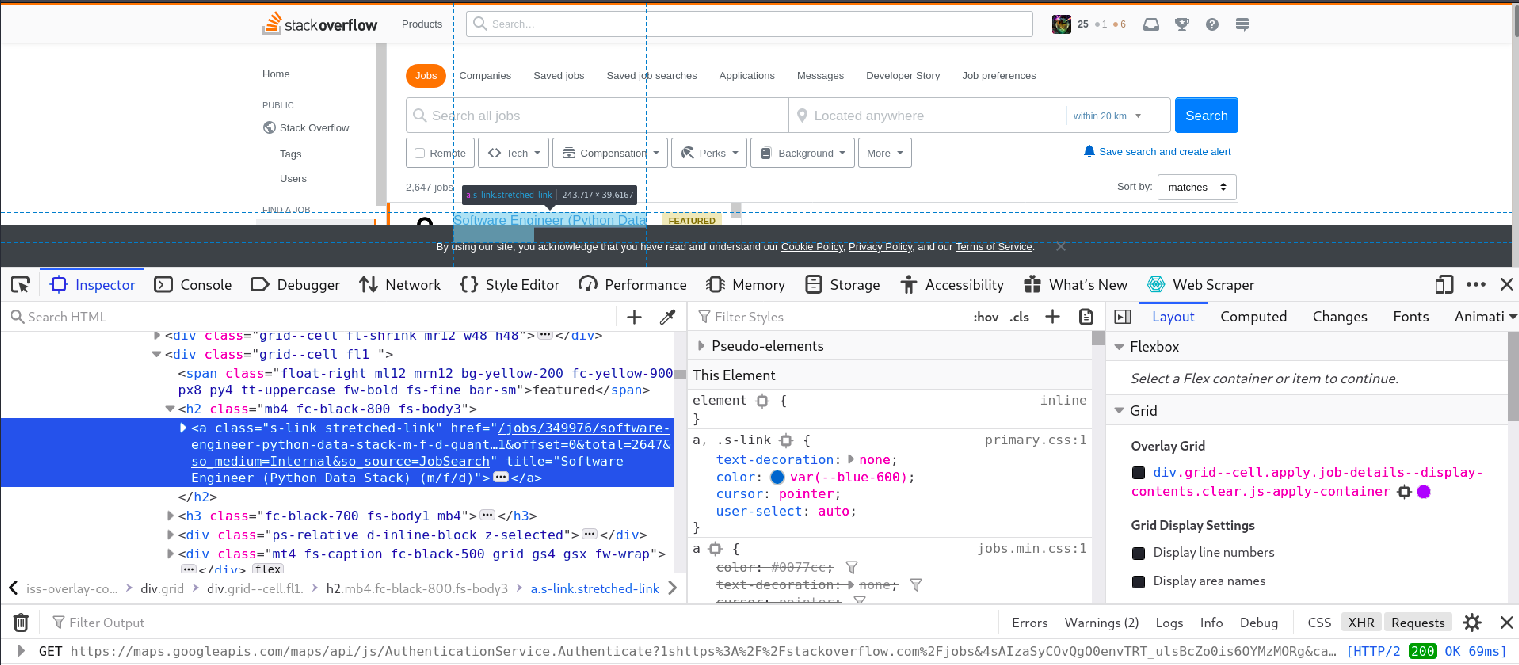 stackoverflow Products Search... 25 1 6
Home
Jobs Companies Saved jobs Saved job searches Applications Messages Developer Story Job preferences
PUBLIC
Stack Overflow
Tags
Users
FIND A JOB
Search all jobs Located anywhere within 20 km Search
Remote Tech Compensation Perks Background More Save search and create alert
2,647 jobs Sort by: matches
a.s-link.stretched-link 243.717 × 39.6167
Software Engineer (Python Data FEATURED
By using our site, you acknowledge that you have read and understand our Cookie Policy, Privacy Policy, and our Terms of Service.
Inspector Console Debugger Network Style Editor Performance Memory Storage Accessibility What's New Web Scraper
Search HTML
<div class="grid--cell fl-shrink mr12 w48 h48"></div>
<div class="grid--cell fl1 ">
<span class="float-right ml12 mrn12 bg-yellow-200 fc-yellow-900
px8 py4 tt-uppercase fw-bold fs-fine bar-sm">featured</span>
<h2 class="mb4 fc-black-800 fs-body3">
<a class="s-link stretched-link" href="/jobs/349976/software-
engineer-python-data-stack-m-f-d-quant…1&offset=0&total=2647&
so_medium=Internal&so_source=JobSearch" title="Software
Engineer (Python Data Stack) (m/f/d)"></a>
</h2>
<h3 class="fc-black-700 fs-body1 mb4"></h3>
<div class="ps-relative d-inline-block z-selected"></div>
<div class="mt4 fs-caption fc-black-500 grid gs4 gsx fw-wrap">
</div> flex
iss-overlay-co… div.grid div.grid--cell.fl1. h2.mb4.fc-black-800.fs-body3 a.s-link.stretched-link
Filter Styles :hov .cls
Pseudo-elements
This Element
element { inline
}
a, .s-link { primary.css:1
text-decoration: none;
color: var(--blue-600);
cursor: pointer;
user-select: auto;
}
a { jobs.min.css:1
color: #0077cc;
text-decoration: none;
cursor: pointer;
Layout Computed Changes Fonts Animati
Flexbox
Select a Flex container or item to continue.
Grid
Overlay Grid
div.grid--cell.apply.job-details--display-
contents.clear.js-apply-container
Grid Display Settings
Display line numbers
Display area names
Filter Output Errors Warnings (2) Logs Info Debug CSS XHR Requests
GET https://maps.googleapis.com/maps/api/js/AuthenticationService.Authenticate?1shttps%3A%2F%2Fstackoverflow.com%2Fjobs&4sAIzaSyCOvQgO0envTRT_ulsBcZo0is6OYMzMORg&ca… [HTTP/2 200 OK 69ms]